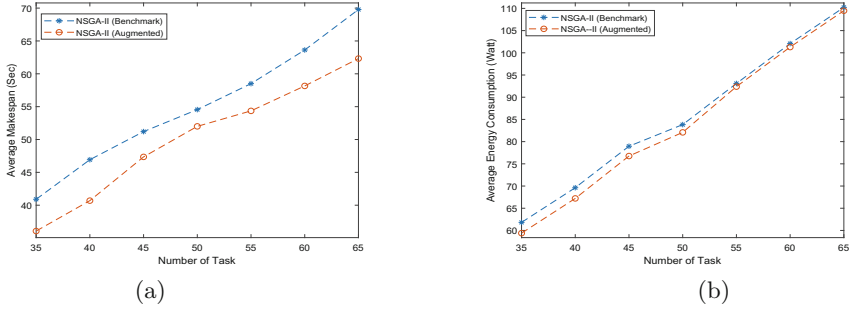 70
65
60
55
50
45
40
Average Makespan (Sec)
NSGA-II (Benchmark)
NSGA-II (Augmented)
35 40 45 50 55 60 65
Number of Task
(a)
110
105
100
95
90
85
80
75
70
65
60
Average Energy Consumption (Watt)
NSGA-II (Benchmark)
NSGA--II (Augmented)
35 40 45 50 55 60 65
Number of Task
(b)